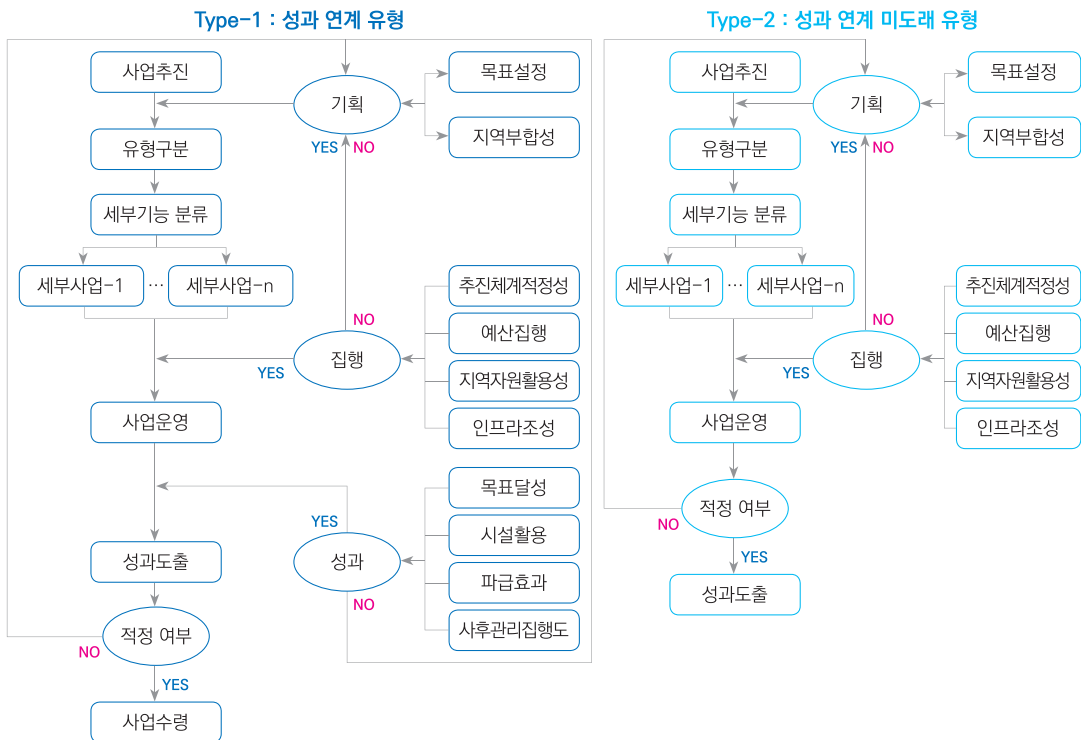 Type-1 : 성과 연계 유형
사업추진
기획
목표설정
지역부합성
YES
NO
유형구분
세부기능 분류
세부사업-1
···
세부사업-n
추진체계적정성
예산집행
지역자원활용성
인프라조성
NO
집행
YES
사업운영
목표달성
시설활용
파급효과
사후관리집행도
YES
성과
NO
성과도출
적정 여부
NO
YES
사업수령
Type-2 : 성과 연계 미도래 유형
사업추진
기획
목표설정
지역부합성
YES
NO
유형구분
세부기능 분류
세부사업-1
···
세부사업-n
추진체계적정성
예산집행
지역자원활용성
인프라조성
NO
집행
YES
사업운영
적정 여부
NO
YES
성과도출